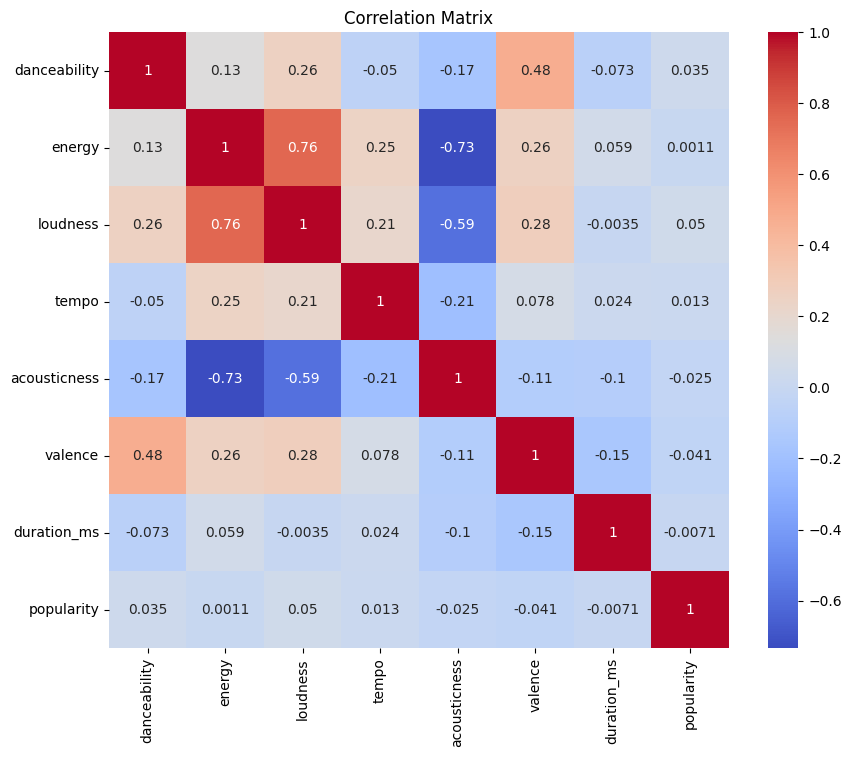 Correlation Matrix
danceability 1 0.13 0.26 -0.05 -0.17 0.48 -0.073 0.035
energy 0.13 1 0.76 0.25 -0.73 0.26 0.059 0.0011
loudness 0.26 0.76 1 0.21 -0.59 0.28 -0.0035 0.05
tempo -0.05 0.25 0.21 1 -0.21 0.078 0.024 0.013
acousticness -0.17 -0.73 -0.59 -0.21 1 -0.11 -0.1 -0.025
valence 0.48 0.26 0.28 0.078 -0.11 1 -0.15 -0.041
duration_ms -0.073 0.059 -0.0035 0.024 -0.1 -0.15 1 -0.0071
popularity 0.035 0.0011 0.05 0.013 -0.025 -0.041 -0.0071 1
danceability energy loudness tempo acousticness valence duration_ms popularity
1.0
0.8
0.6
0.4
0.2
0.0
−0.2
−0.4
−0.6